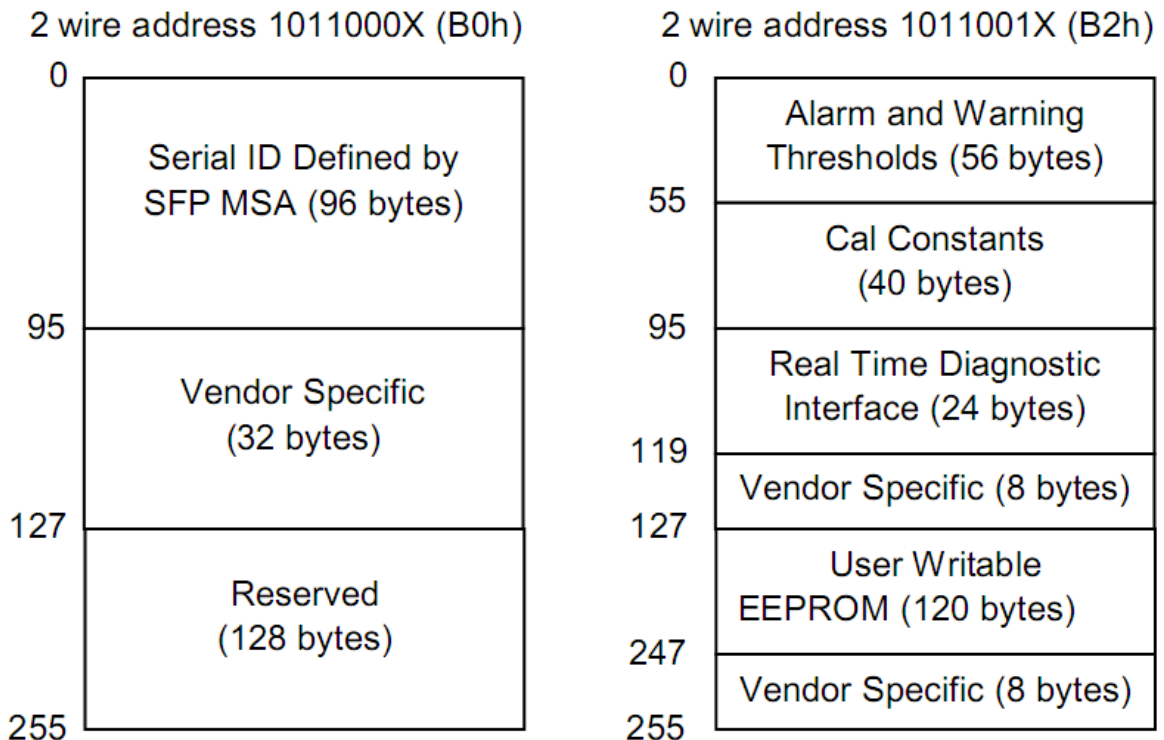 2 wire address 1011000X (B0h)
0
Serial ID Defined by
SFP MSA (96 bytes)
95
Vendor Specific
(32 bytes)
127
Reserved
(128 bytes)
255
2 wire address 1011001X (B2h)
0
Alarm and Warning
Thresholds (56 bytes)
55
Cal Constants
(40 bytes)
95
Real Time Diagnostic
Interface (24 bytes)
119
Vendor Specific (8 bytes)
127
User Writable
EEPROM (120 bytes)
247
Vendor Specific (8 bytes)
255